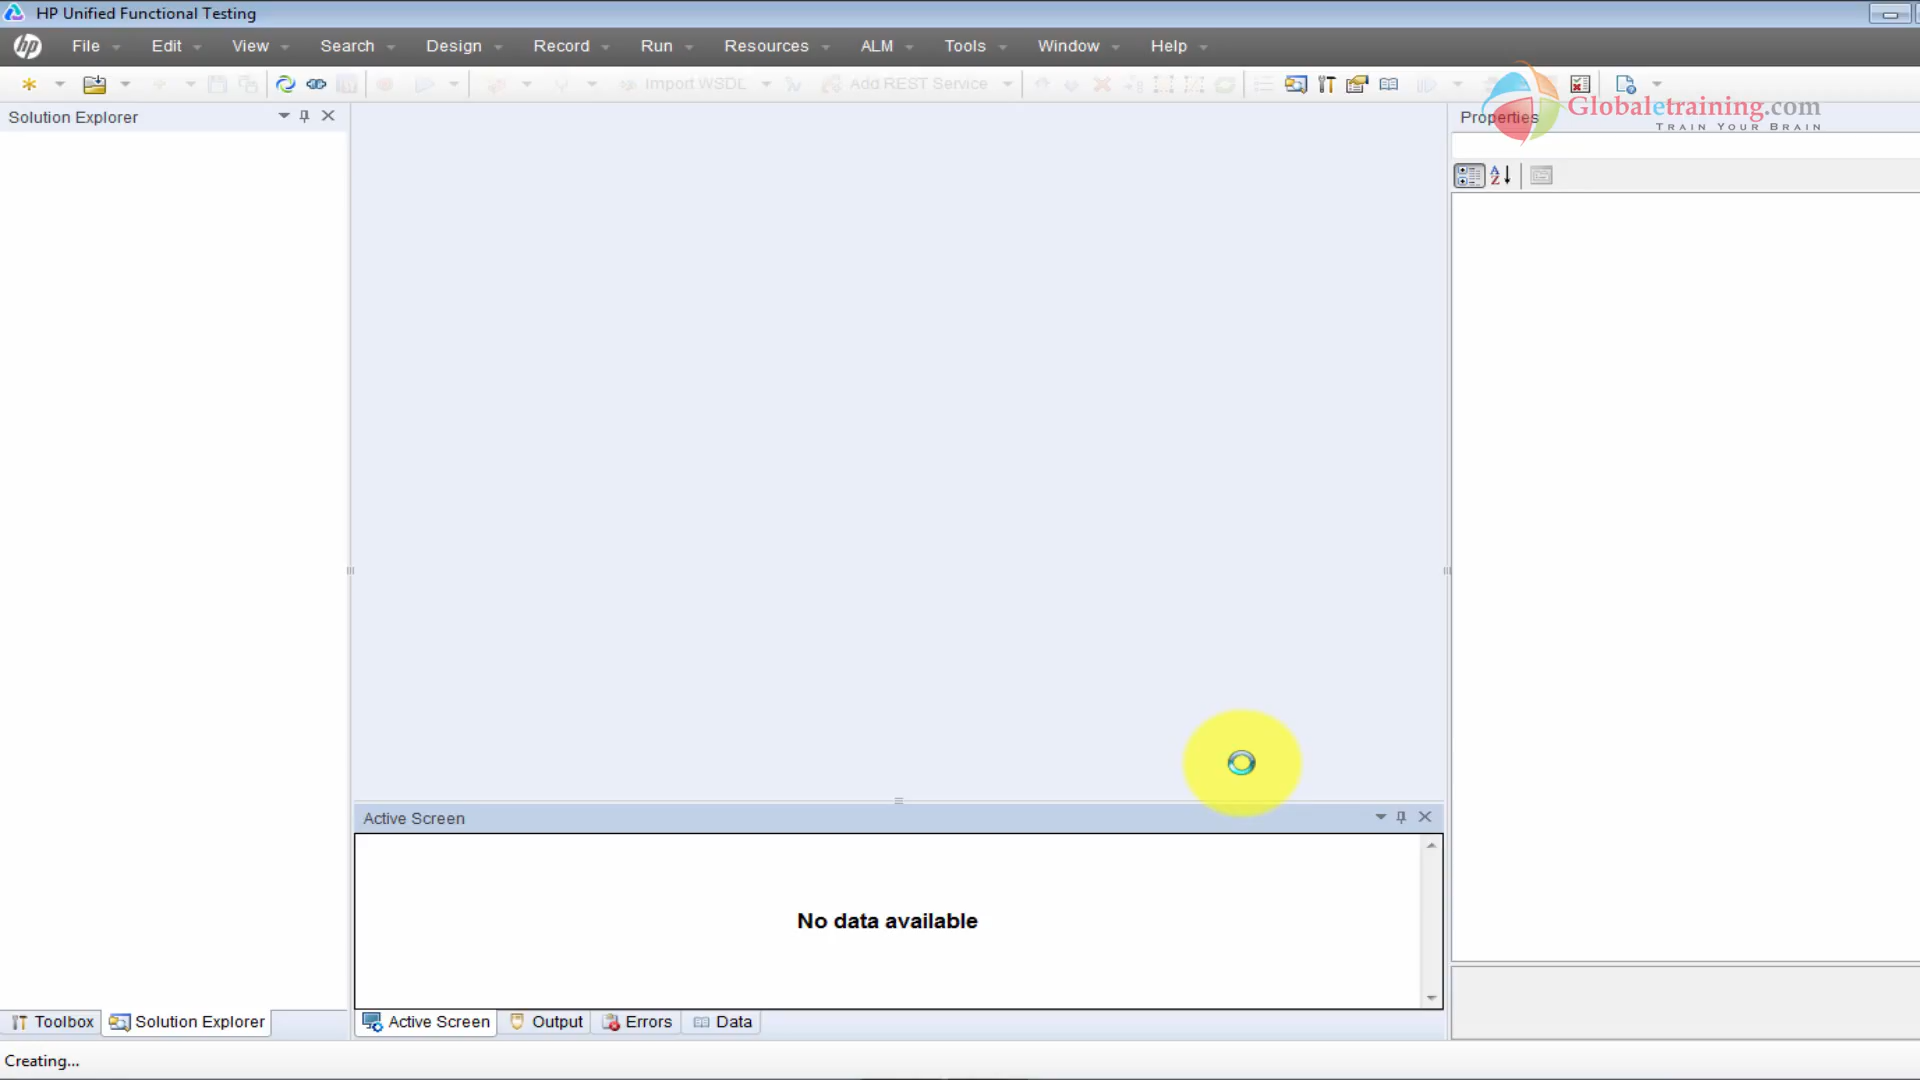 HP Unified Functional Testing
hp File Edit View Search Design Record Run Resources ALM Tools Window Help
Import WSDL Add REST Service
Globaletraining.com
TRAIN YOUR BRAIN
Solution Explorer
Properties
Active Screen
No data available
Toolbox Solution Explorer Active Screen Output Errors Data
Creating...